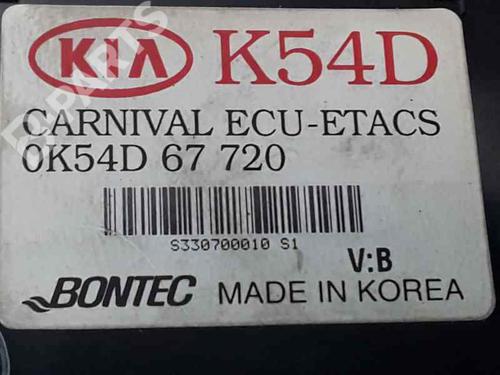 KIA K54D
CARNIVAL ECU-ETACS
0K54D 67 720
S330700010 S1
V:B
BONTEC MADE IN KOREA